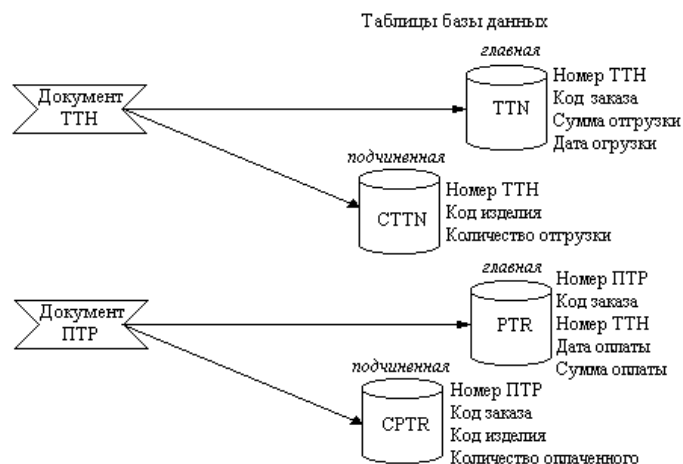 Таблицы базы данных
главная
Документ
ТТН
TTN
Номер ТТН
Код заказа
Сумма отгрузки
Дата огрузки
подчиненная
CTTN
Номер ТТН
Код изделия
Количество отгрузки
главная
Документ
ПТР
PTR
Номер ПТР
Код заказа
Номер ТТН
Дата оплаты
Сумма оплаты
подчиненная
CPTR
Номер ПТР
Код заказа
Код изделия
Количество оплаченного